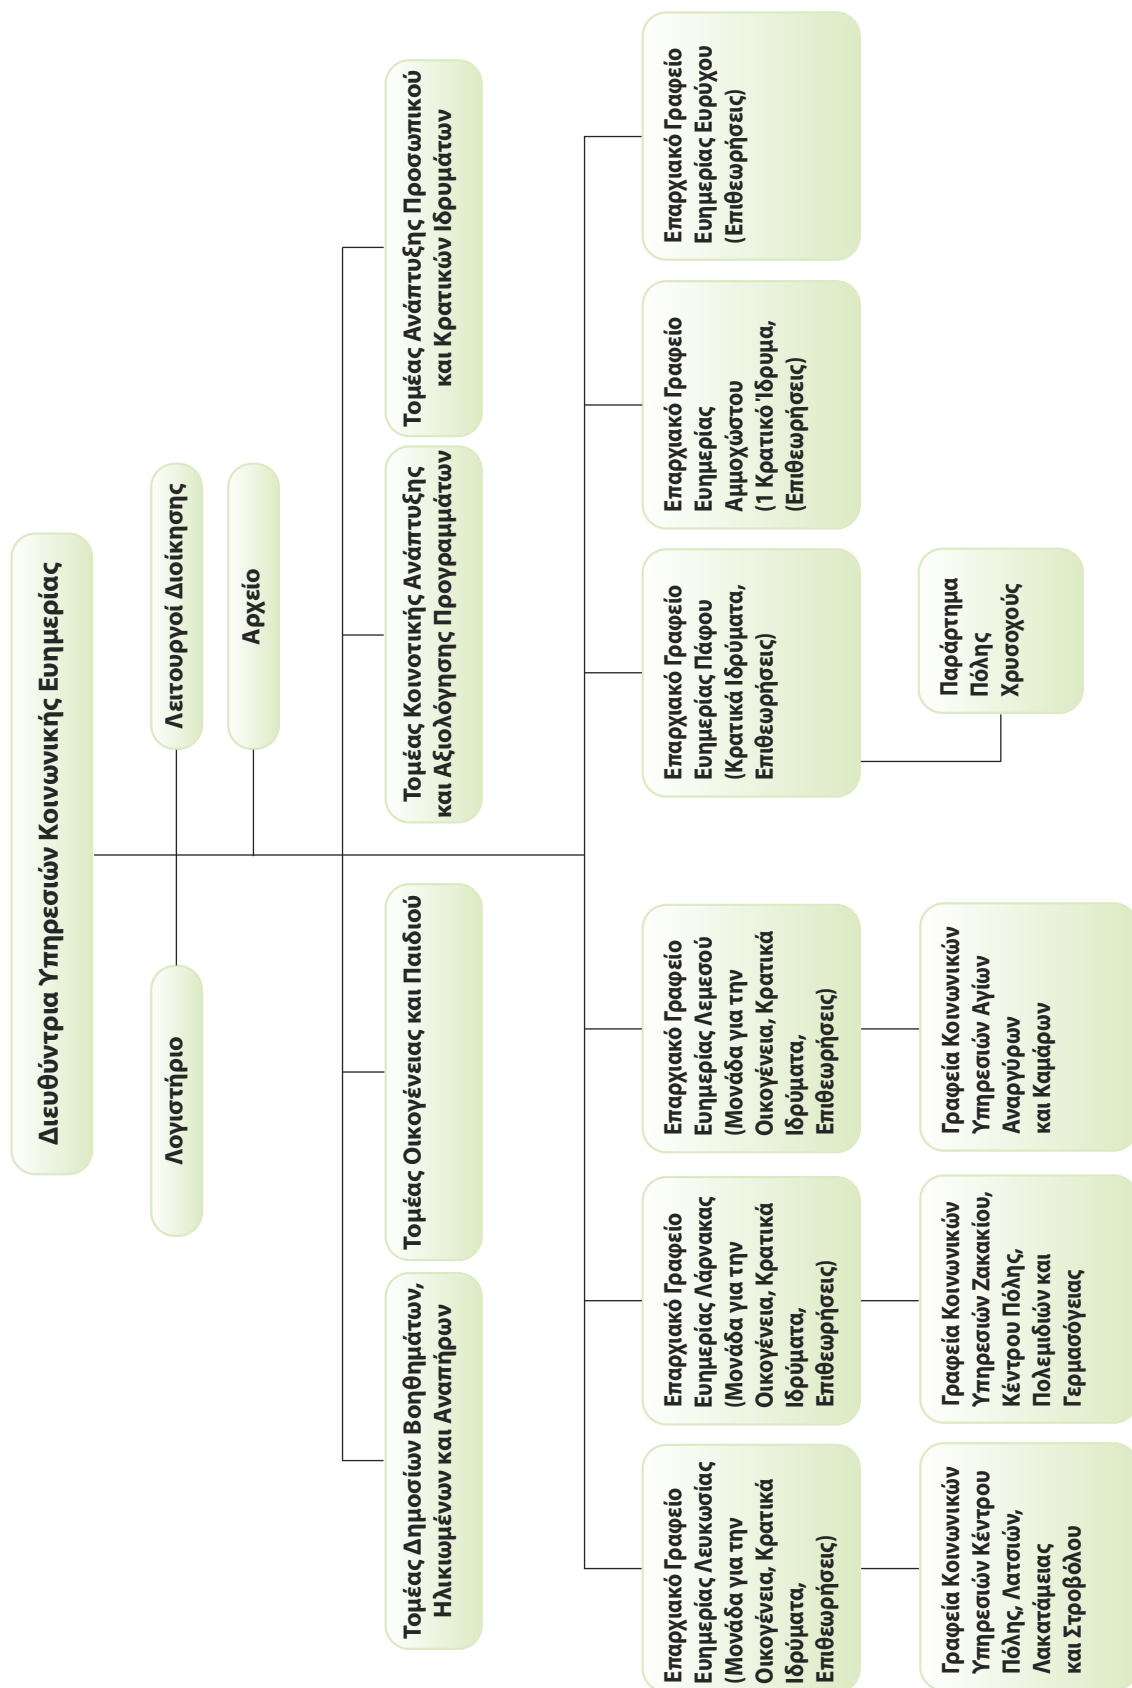 Διευθύντρια Υπηρεσιών Κοινωνικής Ευημερίας
Λογιστήριο
Λειτουργοί Διοίκησης
Αρχείο
Τομέας Δημοσίων Βοηθημάτων,
Ηλικιωμένων και Αναπήρων
Τομέας Οικογένειας και Παιδιού
Τομέας Κοινοτικής Ανάπτυξης
και Αξιολόγησης Προγραμμάτων
Τομέας Ανάπτυξης Προσωπικού
και Κρατικών Ιδρυμάτων
Επαρχιακό Γραφείο
Ευημερίας Λευκωσίας
(Μονάδα για την
Οικογένεια, Κρατικά
Ιδρύματα,
Επιθεωρήσεις)
Επαρχιακό Γραφείο
Ευημερίας Λάρνακας
(Μονάδα για την
Οικογένεια, Κρατικά
Ιδρύματα,
Επιθεωρήσεις)
Επαρχιακό Γραφείο
Ευημερίας Λεμεσού
(Μονάδα για την
Οικογένεια, Κρατικά
Ιδρύματα,
Επιθεωρήσεις)
Επαρχιακό Γραφείο
Ευημερίας Πάφου
(Κρατικά Ιδρύματα,
Επιθεωρήσεις)
Επαρχιακό Γραφείο
Ευημερίας
Αμμοχώστου
(1 Κρατικό Ίδρυμα,
(Επιθεωρήσεις)
Επαρχιακό Γραφείο
Ευημερίας Ευρύχου
(Επιθεωρήσεις)
Γραφεία Κοινωνικών
Υπηρεσιών Κέντρου
Πόλης, Λατσιών,
Λακατάμειας
και Στροβόλου
Γραφεία Κοινωνικών
Υπηρεσιών Ζακακίου,
Κέντρου Πόλης,
Πολεμιδιών και
Γερμασόγειας
Γραφεία Κοινωνικών
Υπηρεσιών Αγίων
Αναργύρων
και Καμάρων
Παράρτημα
Πόλης
Χρυσοχούς